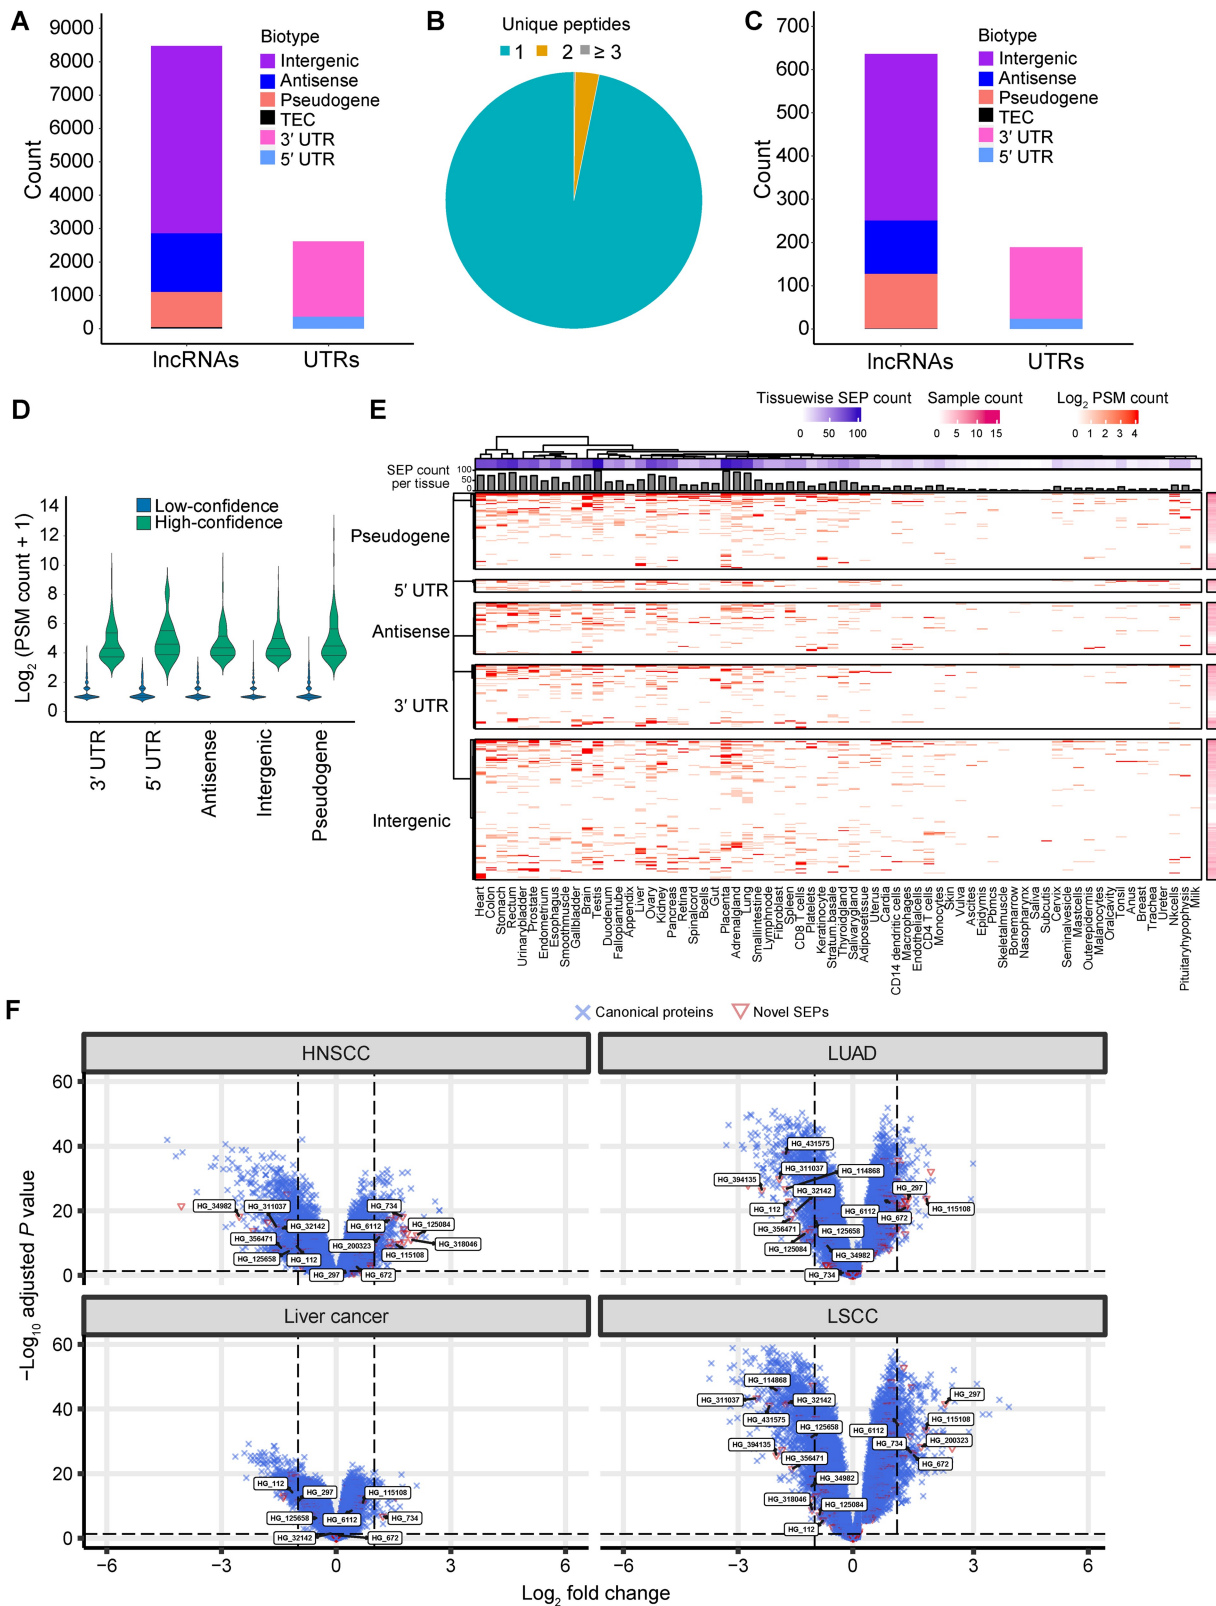 A
9000
8000
7000
6000
5000
4000
3000
2000
1000
0
Count
lncRNAs
UTRs
Biotype
Intergenic
Antisense
Pseudogene
TEC
3′ UTR
5′ UTR
B
Unique peptides
1 2 ≥ 3
C
700
600
500
400
300
200
100
0
Count
lncRNAs
UTRs
Biotype
Intergenic
Antisense
Pseudogene
TEC
3′ UTR
5′ UTR
D
Low-confidence
High-confidence
14
12
10
8
6
4
2
0
Log2 (PSM count + 1)
3′ UTR
5′ UTR
Antisense
Intergenic
Pseudogene
E
Tissuewise SEP count
0 50 100
Sample count
0 5 10 15
Log2 PSM count
0 1 2 3 4
SEP count
per tissue
100
50
0
Pseudogene
5′ UTR
Antisense
3′ UTR
Intergenic
Heart
Colon
Stomach
Rectum
Urinarybladder
Prostate
Endometrium
Esophagus
Smoothmuscle
Gallbladder
Brain
Testis
Duodenum
Fallopiantube
Appendix
Liver
Ovary
Kidney
Pancreas
Retina
Spinalcord
Bcells
Gut
Placenta
Adrenalgland
Lung
Smallintestine
Lymphnode
Fibroblast
Spleen
CD8 T cells
Platelets
Keratinocyte
Stratum.basale
Thyroidgland
Salivarygland
Adiposetissue
Uterus
Cardia
CD14 dendritic cells
Macrophages
Endothelialcells
CD4 T cells
Monocytes
Skin
Vulva
Ascites
Epidymis
Pbmcs
Skeletalmuscle
Bonemarrow
Nasopharynx
Saliva
Subcutis
Cervix
Seminalvesicle
Mastcells
Outerepidermis
Malanocytes
Oralcavity
Tonsil
Anus
Breast
Trachea
Ureter
Nkcells
Pituitaryhypophysis
Milk
F
Canonical proteins
Novel SEPs
−Log10 adjusted P value
HNSCC
60
40
20
0
HG_34982
HG_311037
HG_32142
HG_356471
HG_125658
HG_112
HG_297
HG_734
HG_6112
HG_125084
HG_200323
HG_318046
HG_115108
HG_672
LUAD
HG_431575
HG_311037
HG_114868
HG_394135
HG_32142
HG_297
HG_112
HG_6112
HG_115108
HG_672
HG_356471
HG_125658
HG_125084
HG_34982
HG_734
Liver cancer
60
40
20
0
HG_112
HG_297
HG_115108
HG_125658
HG_6112
HG_734
HG_32142
HG_672
−6 −3 0 3 6
LSCC
HG_114868
HG_311037
HG_32142
HG_297
HG_431575
HG_125658
HG_6112
HG_115108
HG_394135
HG_734
HG_200323
HG_356471
HG_672
HG_34982
HG_318046
HG_125084
HG_112
−6 −3 0 3 6
Log2 fold change